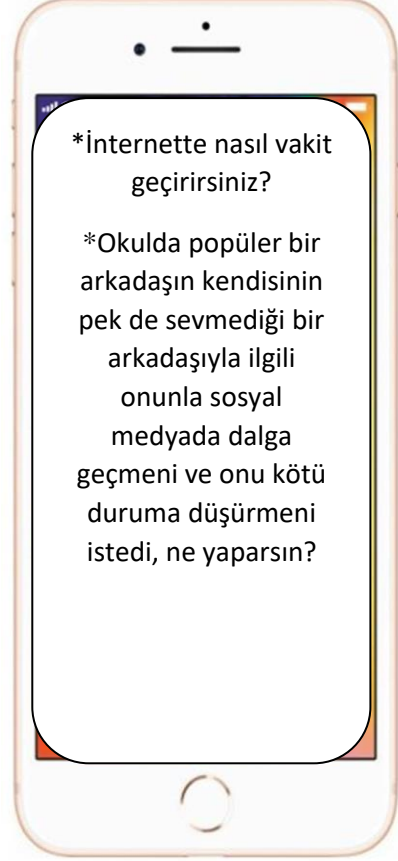 *İnternette nasıl vakit
geçirirsiniz?
*Okulda popüler bir
arkadaşın kendisinin
pek de sevmediği bir
arkadaşıyla ilgili
onunla sosyal
medyada dalga
geçmeni ve onu kötü
duruma düşürmeni
istedi, ne yaparsın?